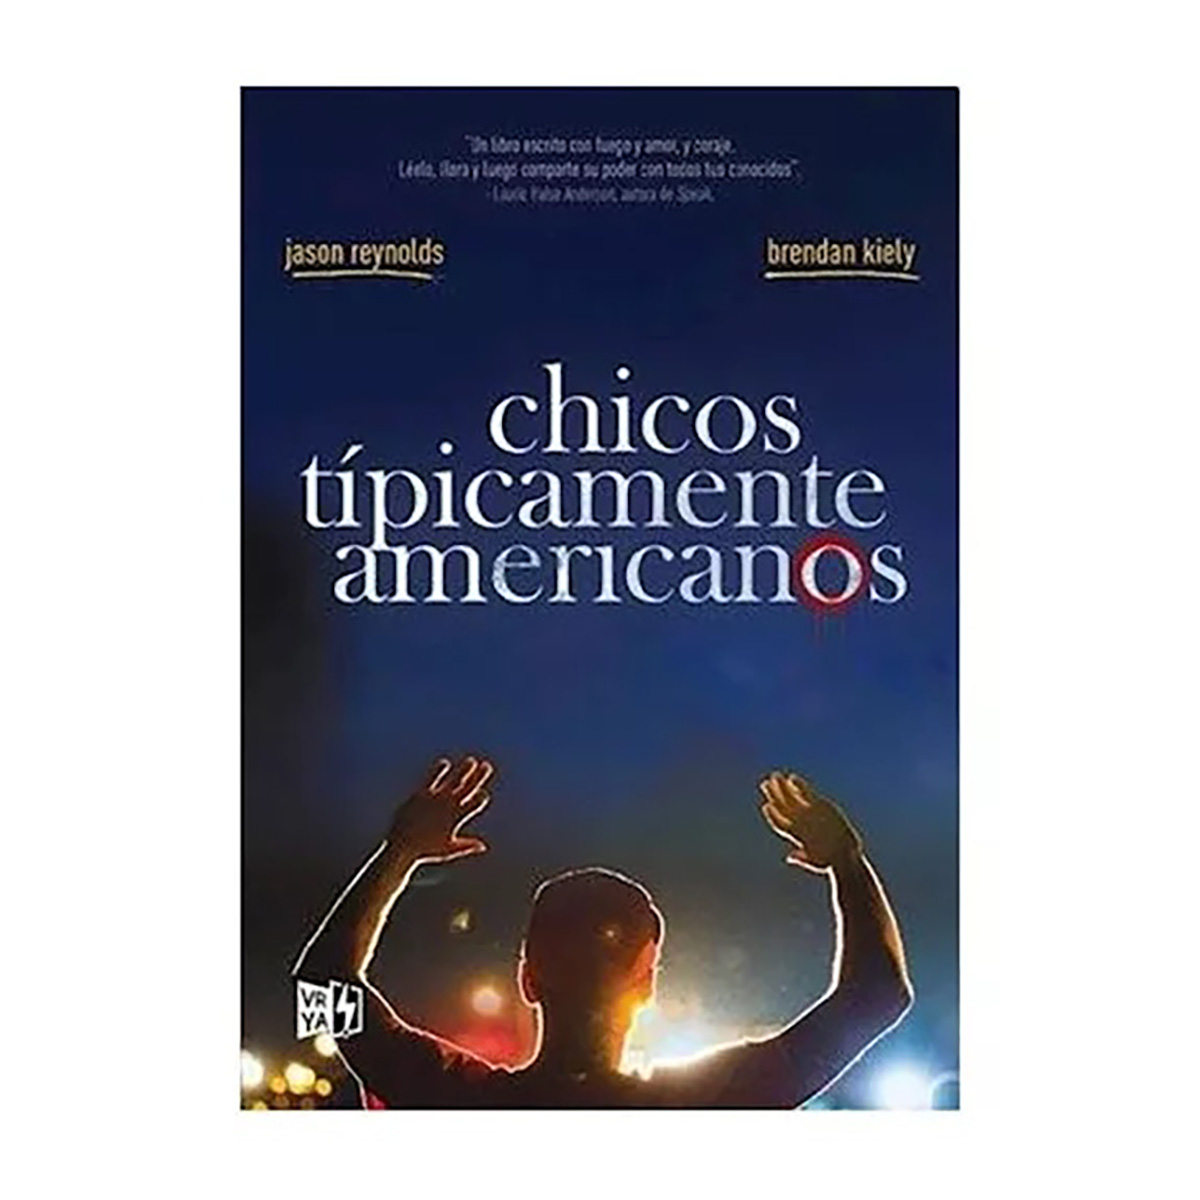 "Un libro escrito con fuego y amor, y coraje.
Léelo, llora y luego comparte su poder con todos tus conocidos".
- Laurie Halse Anderson, autora de Speak.
jason reynolds
brendan kiely
chicos
típicamente
americanos
VR
YA